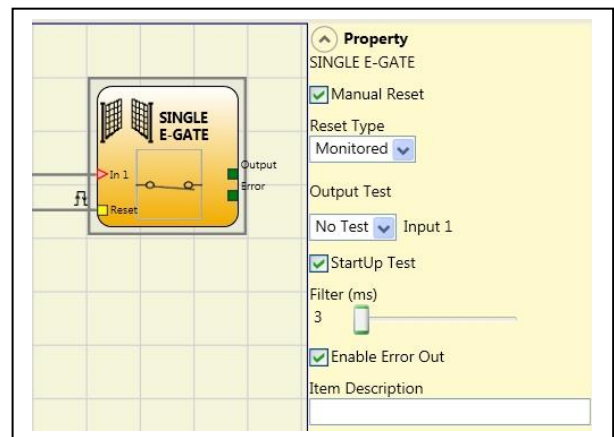 SINGLE
E-GATE
In 1
Output
Error
Reset
Property
SINGLE E-GATE
Manual Reset
Reset Type
Monitored
Output Test
No Test Input 1
StartUp Test
Filter (ms)
3
Enable Error Out
Item Description